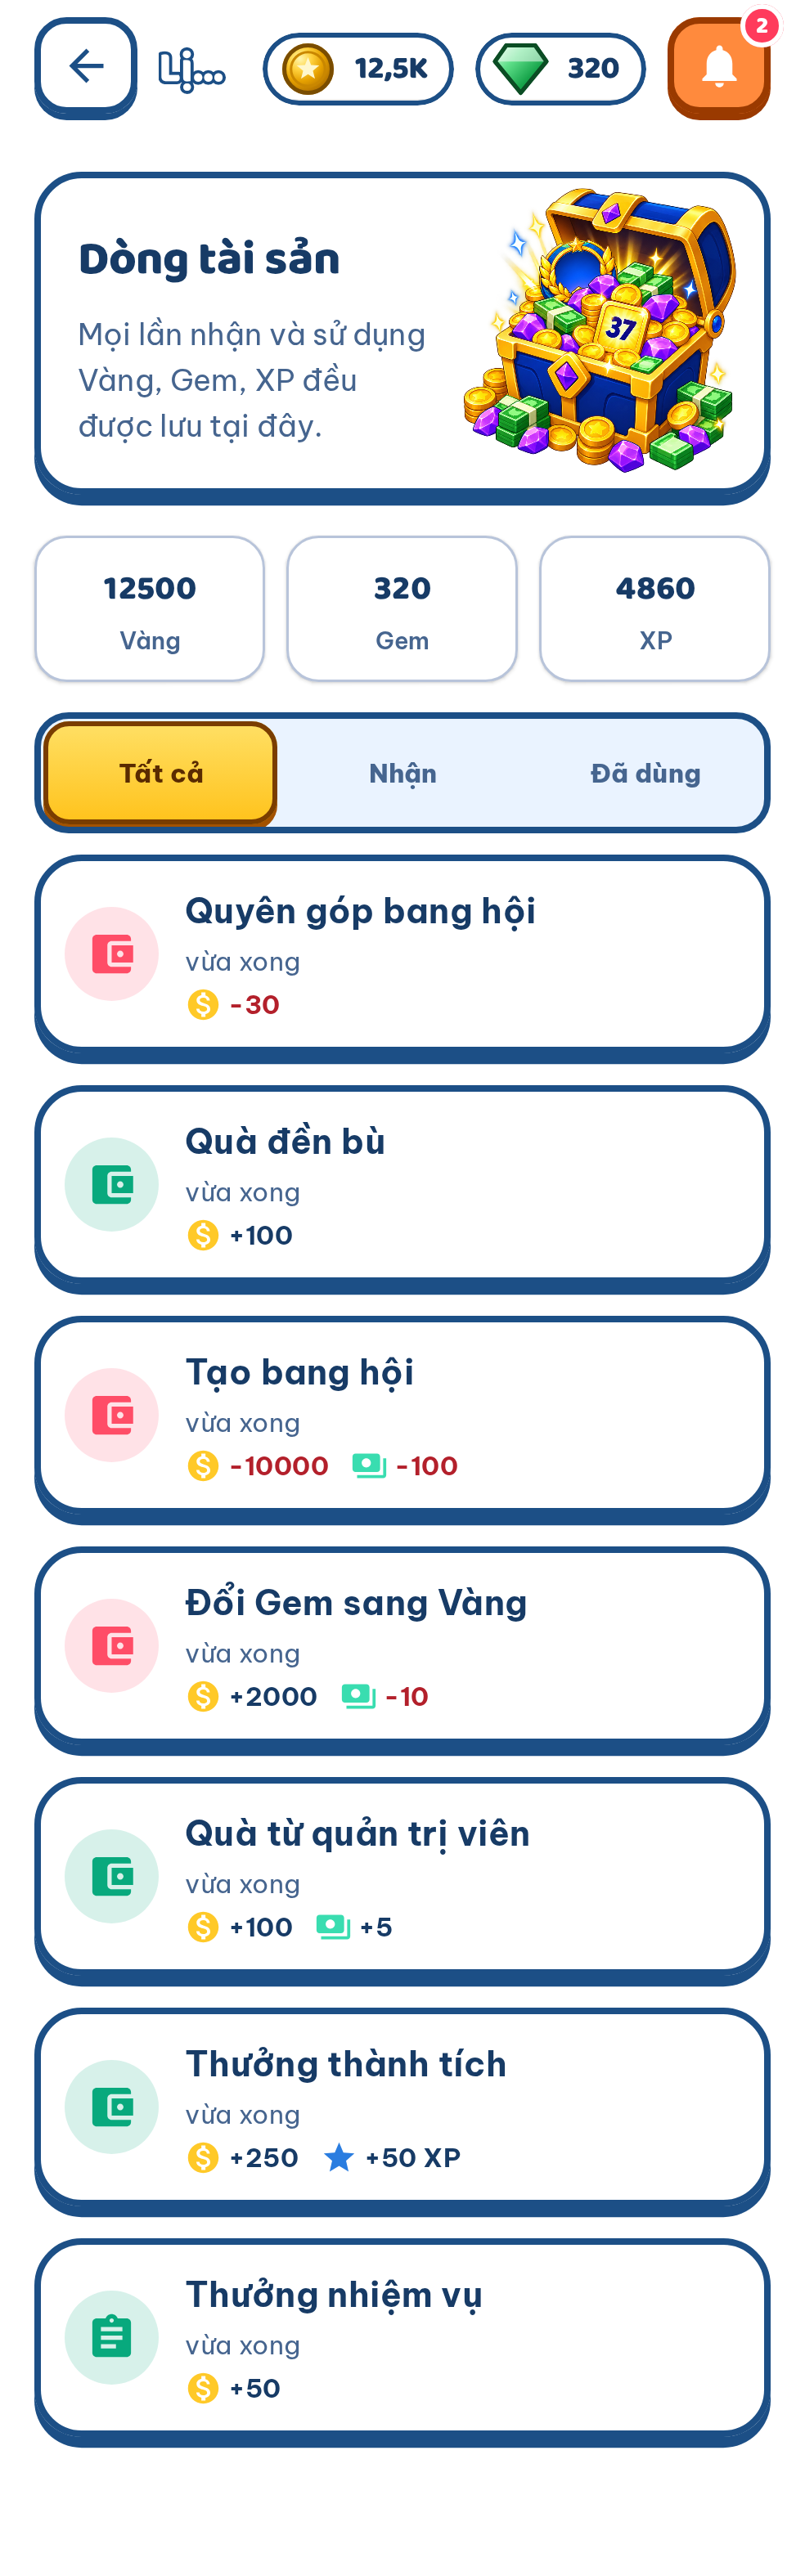 12,5K
320
2
Dòng tài sản
37
Mọi lần nhận và sử dụng
Vàng, Gem, XP đều
được lưu tại đây.
12500
Vàng
320
Gem
4860
XP
Tất cả
Nhận
Đã dùng
Quyên góp bang hội
vừa xong
-30
Quà đền bù
vừa xong
+100
Tạo bang hội
vừa xong
-10000 -100
Đổi Gem sang Vàng
vừa xong
+2000 -10
Quà từ quản trị viên
vừa xong
+100 +5
Thưởng thành tích
vừa xong
+250 +50 XP
Thưởng nhiệm vụ
vừa xong
+50